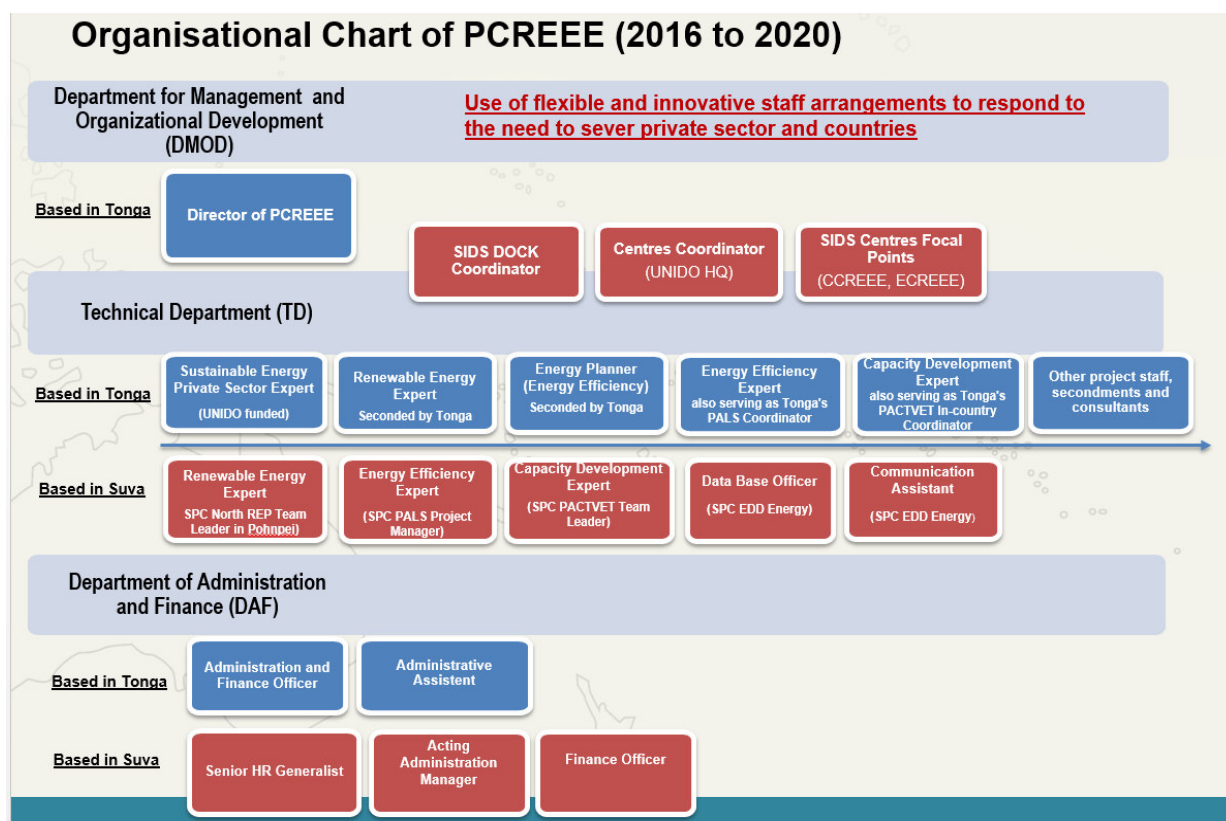 Organisational Chart of PCREEE (2016 to 2020)
Department for Management and
Organizational Development
(DMOD)
Use of flexible and innovative staff arrangements to respond to
the need to sever private sector and countries
Based in Tonga
Director of PCREEE
SIDS DOCK
Coordinator
Centres Coordinator
(UNIDO HQ)
SIDS Centres Focal
Points
(CCREEE, ECREEE)
Technical Department (TD)
Based in Tonga
Sustainable Energy
Private Sector Expert
(UNIDO funded)
Renewable Energy
Expert
Seconded by Tonga
Energy Planner
(Energy Efficiency)
Seconded by Tonga
Energy Efficiency
Expert
also serving as Tonga's
PALS Coordinator
Capacity Development
Expert
also serving as Tonga's
PACTVET In-country
Coordinator
Other project staff,
secondments and
consultants
Based in Suva
Renewable Energy
Expert
SPC North REP Team
Leader in Pohnpei)
Energy Efficiency
Expert
(SPC PALS Project
Manager)
Capacity Development
Expert
(SPC PACTVET Team
Leader)
Data Base Officer
(SPC EDD Energy)
Communication
Assistant
(SPC EDD Energy)
Department of Administration
and Finance (DAF)
Based in Tonga
Administration and
Finance Officer
Administrative
Assistent
Based in Suva
Senior HR Generalist
Acting
Administration
Manager
Finance Officer